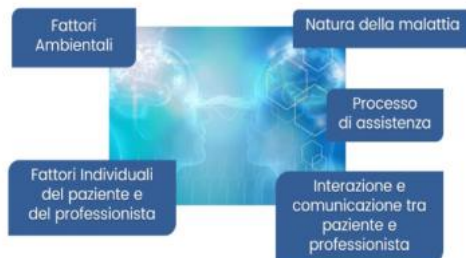 Fattori
Ambientali
Natura della malattia
Processo
di assistenza
Fattori Individuali
del paziente e
del professionista
Interazione e
comunicazione tra
paziente e
professionista